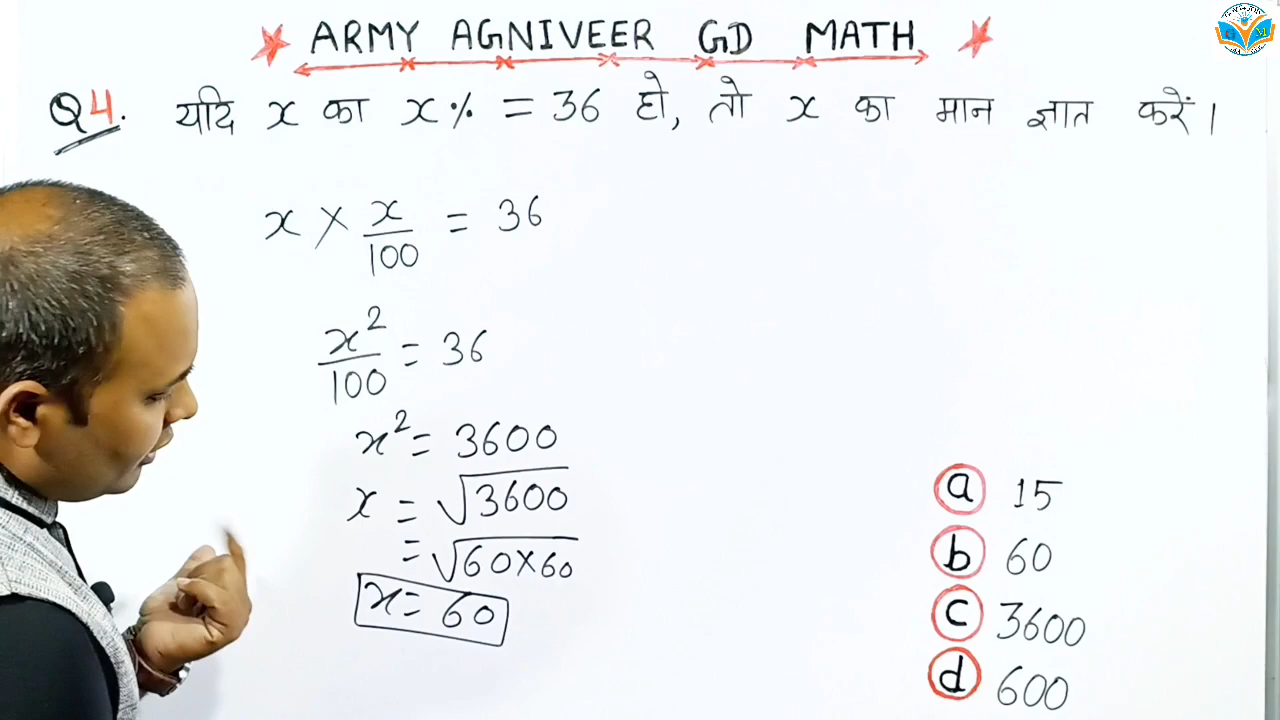 ARMY AGNIVEER GD MATH
Q4. यदि x का x% = 36 हो, तो x का मान ज्ञात करें।
x × x/100 = 36
x²/100 = 36
x² = 3600
x = √3600
= √60×60
x = 60
a 15
b 60
c 3600
d 600